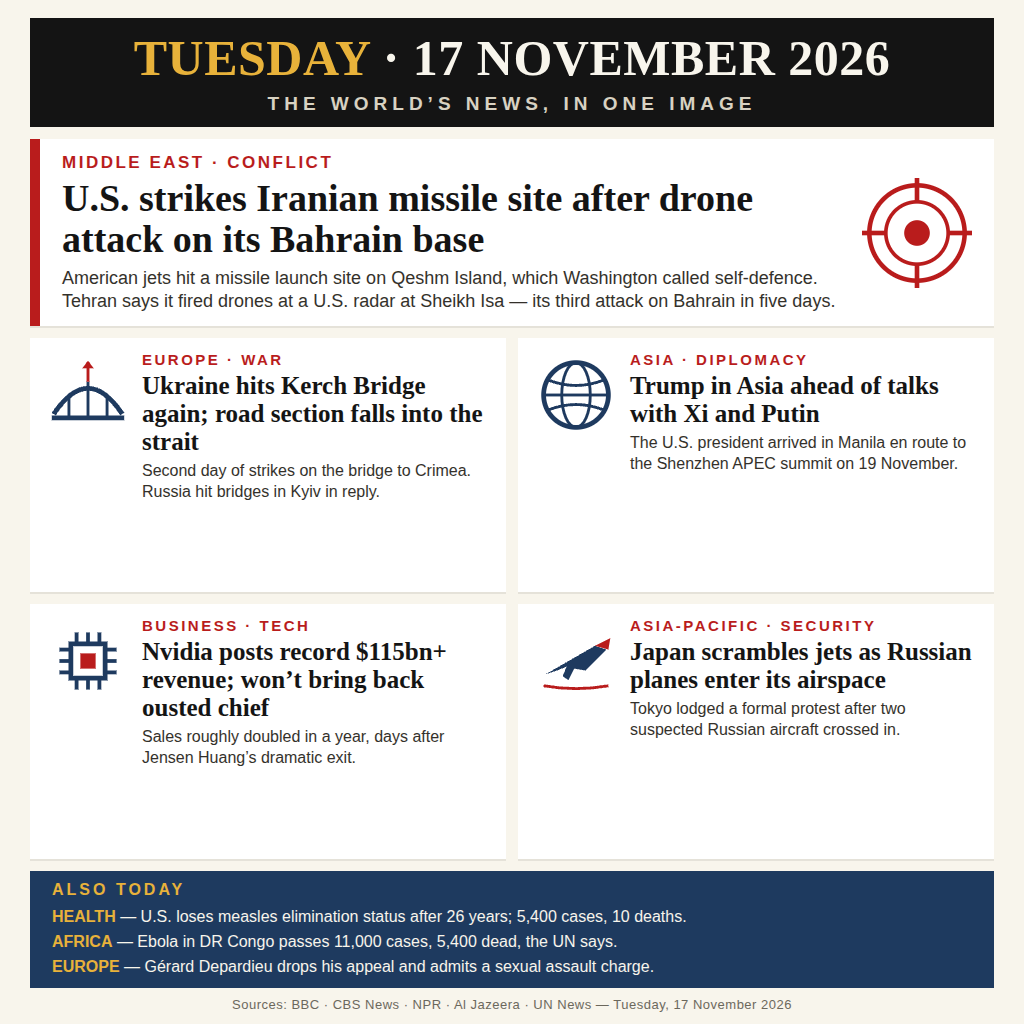 TUESDAY · 17 NOVEMBER 2026
THE WORLD’S NEWS, IN ONE IMAGE
MIDDLE EAST · CONFLICT
U.S. strikes Iranian missile site after drone
attack on its Bahrain base
American jets hit a missile launch site on Qeshm Island, which Washington called self-defence.
Tehran says it fired drones at a U.S. radar at Sheikh Isa — its third attack on Bahrain in five days.
EUROPE · WAR
Ukraine hits Kerch Bridge
again; road section falls into the
strait
Second day of strikes on the bridge to Crimea.
Russia hit bridges in Kyiv in reply.
ASIA · DIPLOMACY
Trump in Asia ahead of talks
with Xi and Putin
The U.S. president arrived in Manila en route to
the Shenzhen APEC summit on 19 November.
BUSINESS · TECH
Nvidia posts record $115bn+
revenue; won’t bring back
ousted chief
Sales roughly doubled in a year, days after
Jensen Huang’s dramatic exit.
ASIA-PACIFIC · SECURITY
Japan scrambles jets as Russian
planes enter its airspace
Tokyo lodged a formal protest after two
suspected Russian aircraft crossed in.
ALSO TODAY
HEALTH — U.S. loses measles elimination status after 26 years; 5,400 cases, 10 deaths.
AFRICA — Ebola in DR Congo passes 11,000 cases, 5,400 dead, the UN says.
EUROPE — Gérard Depardieu drops his appeal and admits a sexual assault charge.
Sources: BBC · CBS News · NPR · Al Jazeera · UN News — Tuesday, 17 November 2026